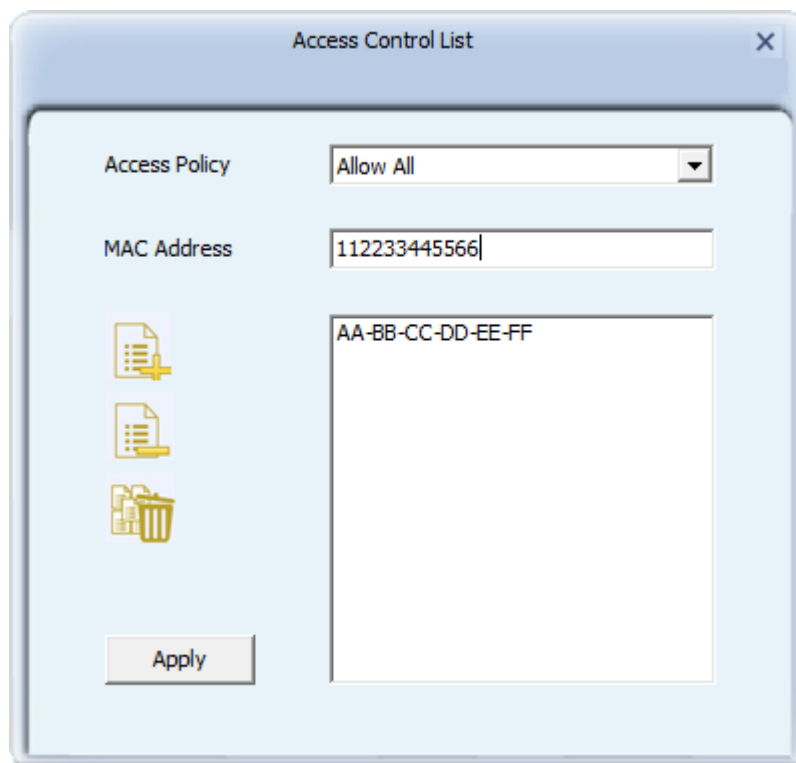 Access Control List
Access Policy
Allow All
MAC Address
112233445566
AA-BB-CC-DD-EE-FF
Apply